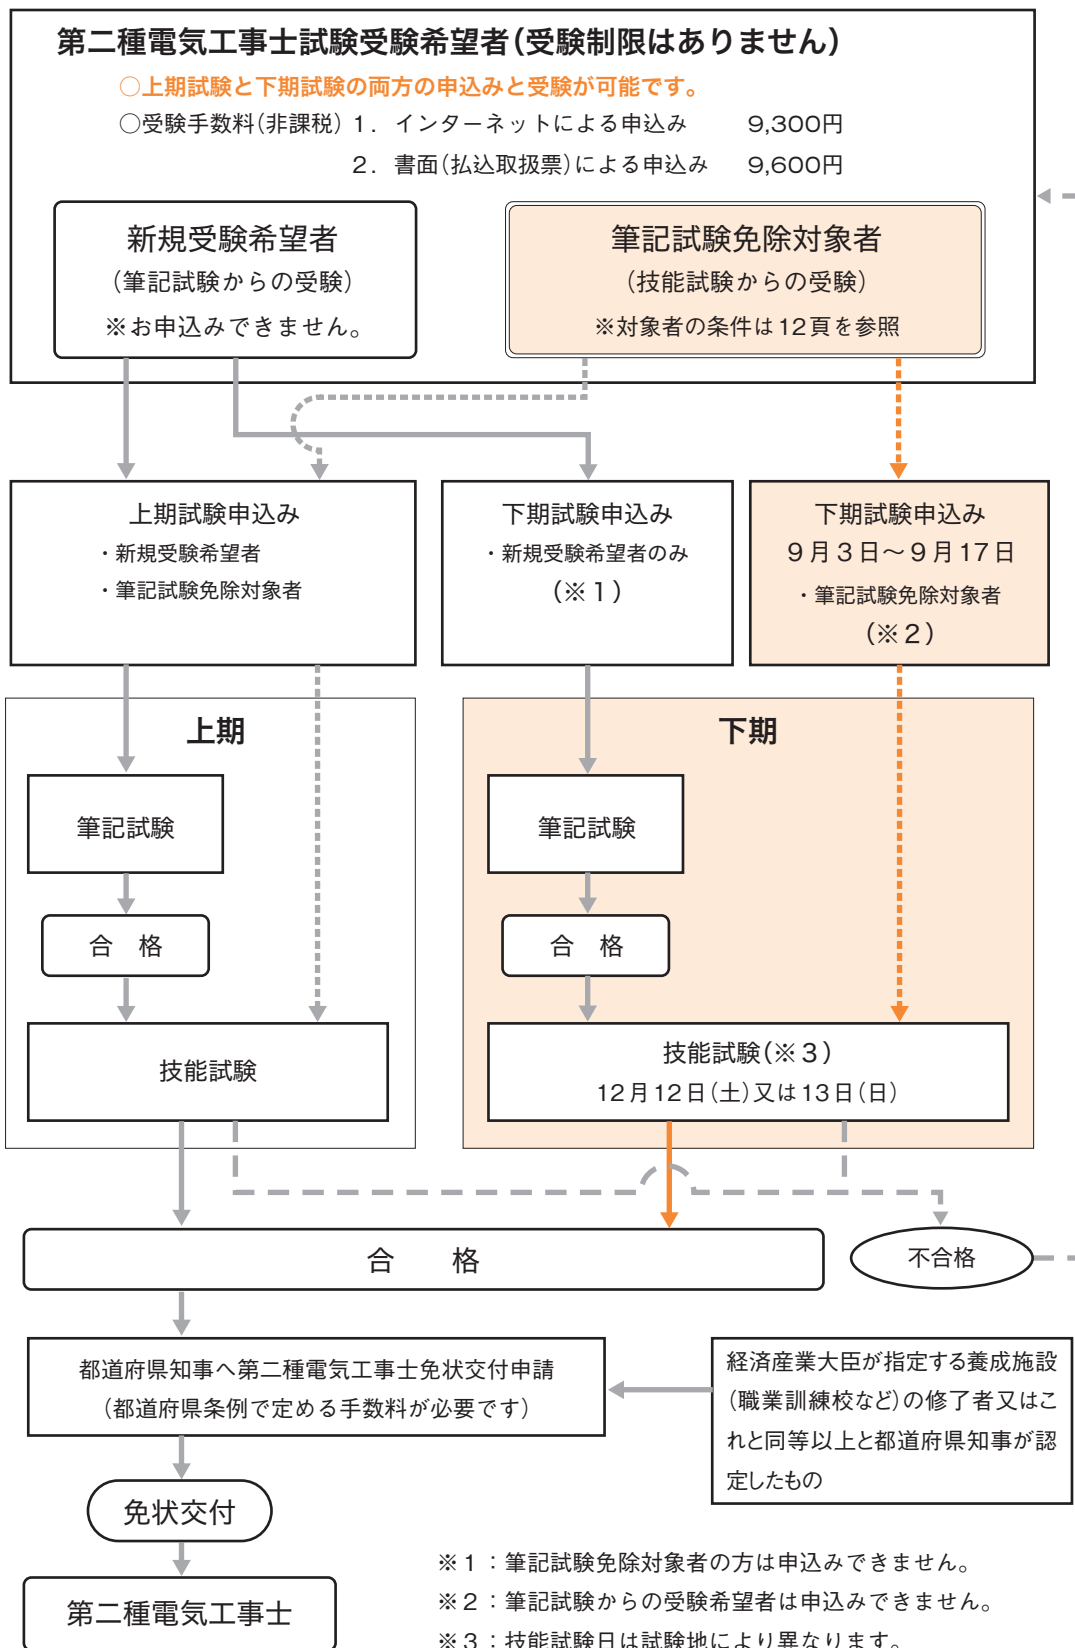 第二種電気工事士試験受験希望者(受験制限はありません)
○上期試験と下期試験の両方の申込みと受験が可能です。
○受験手数料(非課税) 1. インターネットによる申込み 9,300円
2. 書面(払込取扱票)による申込み 9,600円
新規受験希望者
(筆記試験からの受験)
※お申込みできません。
筆記試験免除対象者
(技能試験からの受験)
※対象者の条件は12頁を参照
上期試験申込み
・新規受験希望者
・筆記試験免除対象者
下期試験申込み
・新規受験希望者のみ
(※1)
下期試験申込み
9月3日～9月17日
・筆記試験免除対象者
(※2)
上期
筆記試験
合　格
技能試験
下期
筆記試験
合　格
技能試験(※3)
12月12日(土)又は13日(日)
合　　格
不合格
都道府県知事へ第二種電気工事士免状交付申請
(都道府県条例で定める手数料が必要です)
経済産業大臣が指定する養成施設
(職業訓練校など)の修了者又はこ
れと同等以上と都道府県知事が認
定したもの
免状交付
第二種電気工事士
※1：筆記試験免除対象者の方は申込みできません。
※2：筆記試験からの受験希望者は申込みできません。
※3：技能試験日は試験地により異なります。